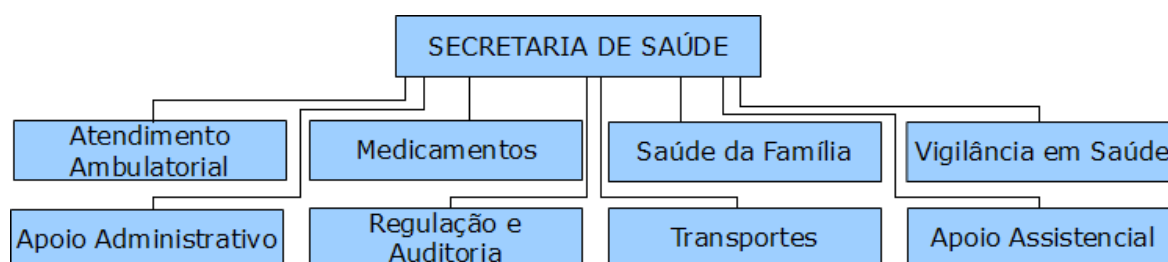 SECRETARIA DE SAÚDE
Atendimento
Ambulatorial
Medicamentos
Saúde da Família
Vigilância em Saúde
Apoio Administrativo
Regulação e
Auditoria
Transportes
Apoio Assistencial